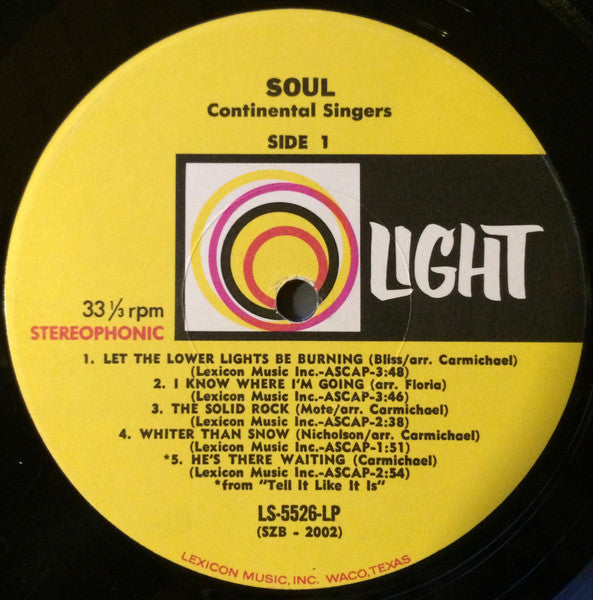 SOUL
Continental Singers
SIDE 1
LIGHT
33 ⅓ rpm
STEREOPHONIC
1. LET THE LOWER LIGHTS BE BURNING (Bliss/arr. Carmichael)
(Lexicon Music Inc.-ASCAP-3:48)
2. I KNOW WHERE I'M GOING (arr. Floria)
(Lexicon Music Inc.-ASCAP-3:46)
3. THE SOLID ROCK (Mote/arr. Carmichael)
(Lexicon Music Inc.-ASCAP-2:38)
4. WHITER THAN SNOW (Nicholson/arr. Carmichael)
(Lexicon Music Inc.-ASCAP-1:51)
*5. HE'S THERE WAITING (Carmichael)
(Lexicon Music Inc.-ASCAP-2:54)
*from "Tell It Like It Is"
LS-5526-LP
(SZB - 2002)
LEXICON MUSIC, INC. WACO, TEXAS